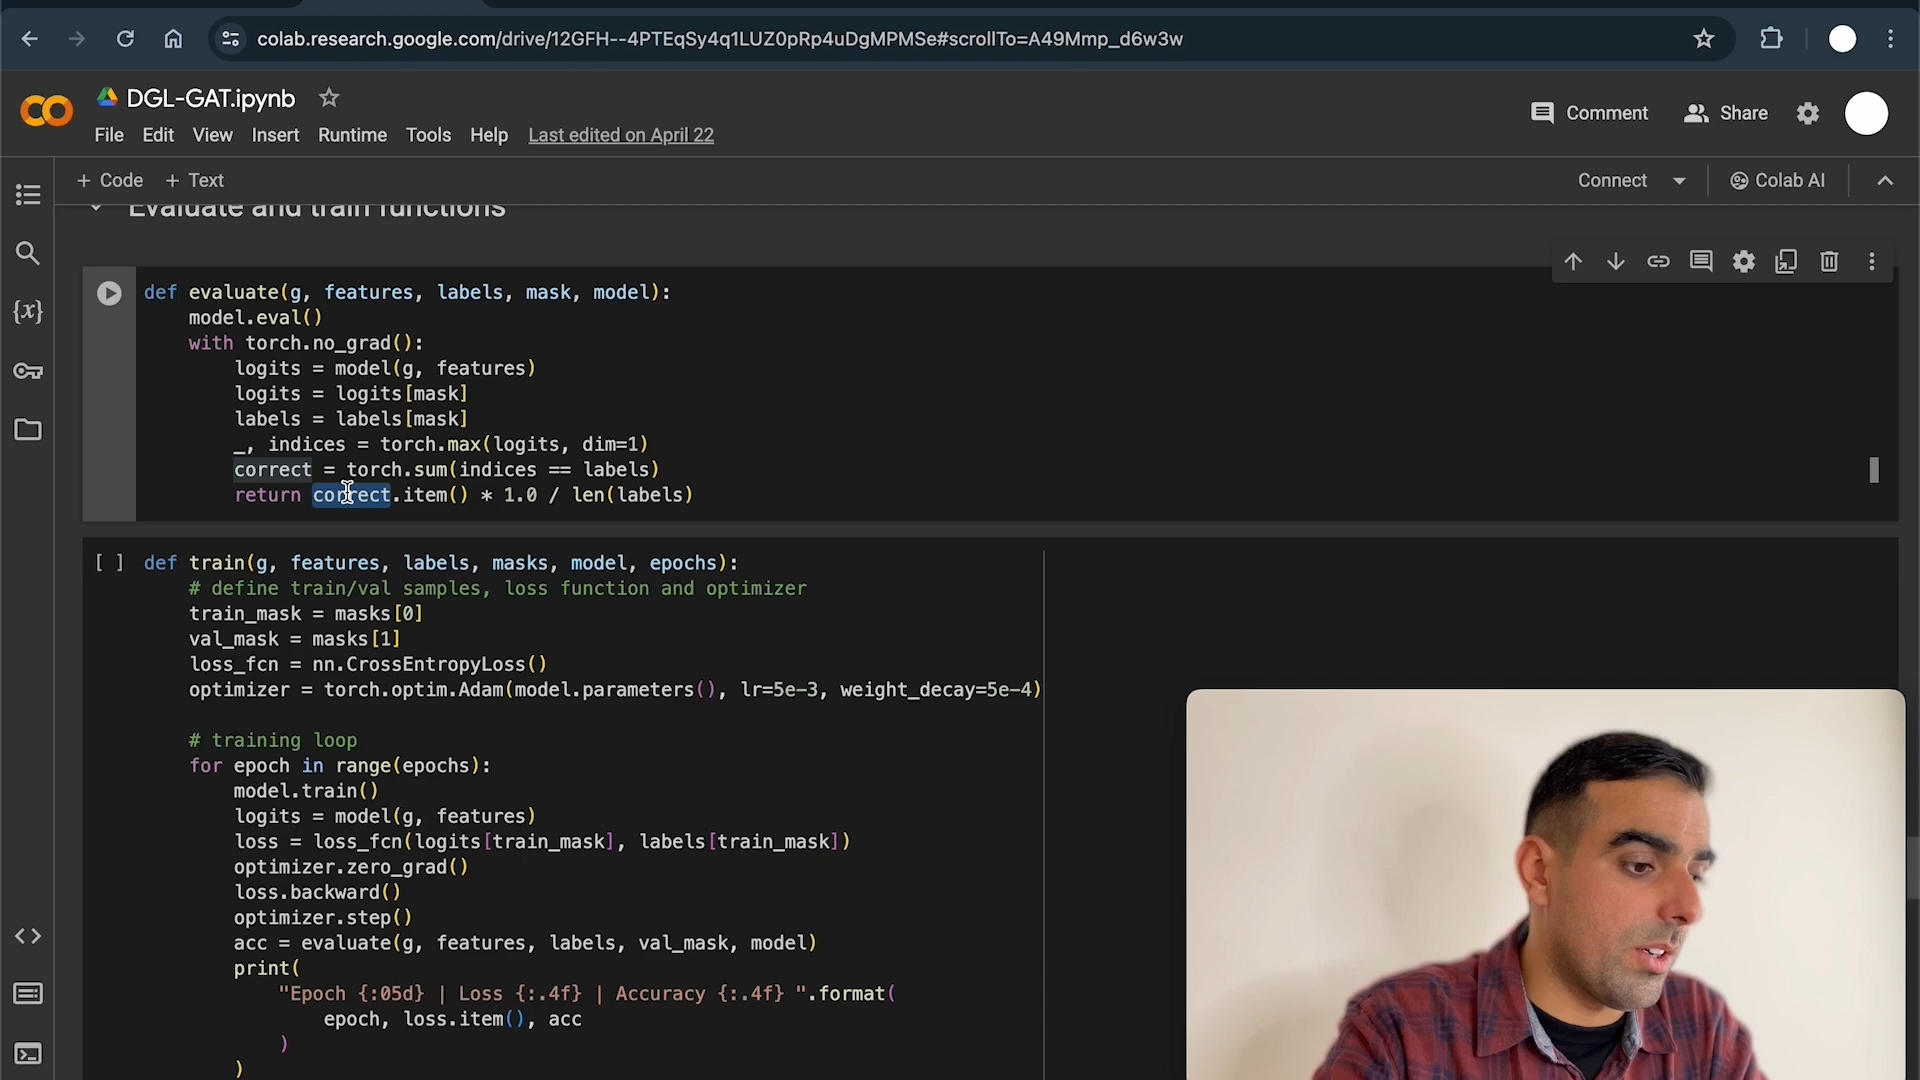 colab.research.google.com/drive/12GFH--4PTEqSy4q1LUZ0pRp4uDgMPMSe#scrollTo=A49Mmp_d6w3w
DGL-GAT.ipynb
Comment Share
File Edit View Insert Runtime Tools Help Last edited on April 22
+ Code + Text Connect Colab AI
Evaluate and train functions
def evaluate(g, features, labels, mask, model):
model.eval()
with torch.no_grad():
logits = model(g, features)
logits = logits[mask]
labels = labels[mask]
_, indices = torch.max(logits, dim=1)
correct = torch.sum(indices == labels)
return correct.item() * 1.0 / len(labels)
[ ] def train(g, features, labels, masks, model, epochs):
# define train/val samples, loss function and optimizer
train_mask = masks[0]
val_mask = masks[1]
loss_fcn = nn.CrossEntropyLoss()
optimizer = torch.optim.Adam(model.parameters(), lr=5e-3, weight_decay=5e-4)
# training loop
for epoch in range(epochs):
model.train()
logits = model(g, features)
loss = loss_fcn(logits[train_mask], labels[train_mask])
optimizer.zero_grad()
loss.backward()
optimizer.step()
acc = evaluate(g, features, labels, val_mask, model)
print(
"Epoch {:05d} | Loss {:.4f} | Accuracy {:.4f} ".format(
epoch, loss.item(), acc
)
)